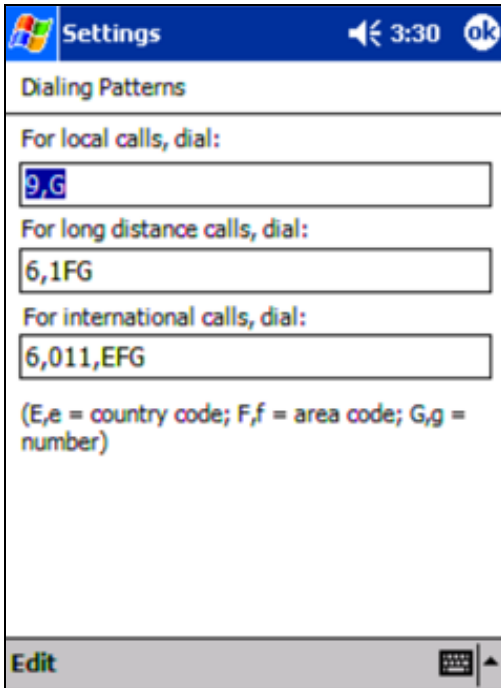 Settings 3:30 ok
Dialing Patterns
For local calls, dial:
9,G
For long distance calls, dial:
6,1FG
For international calls, dial:
6,011,EFG
(E,e = country code; F,f = area code; G,g =
number)
Edit